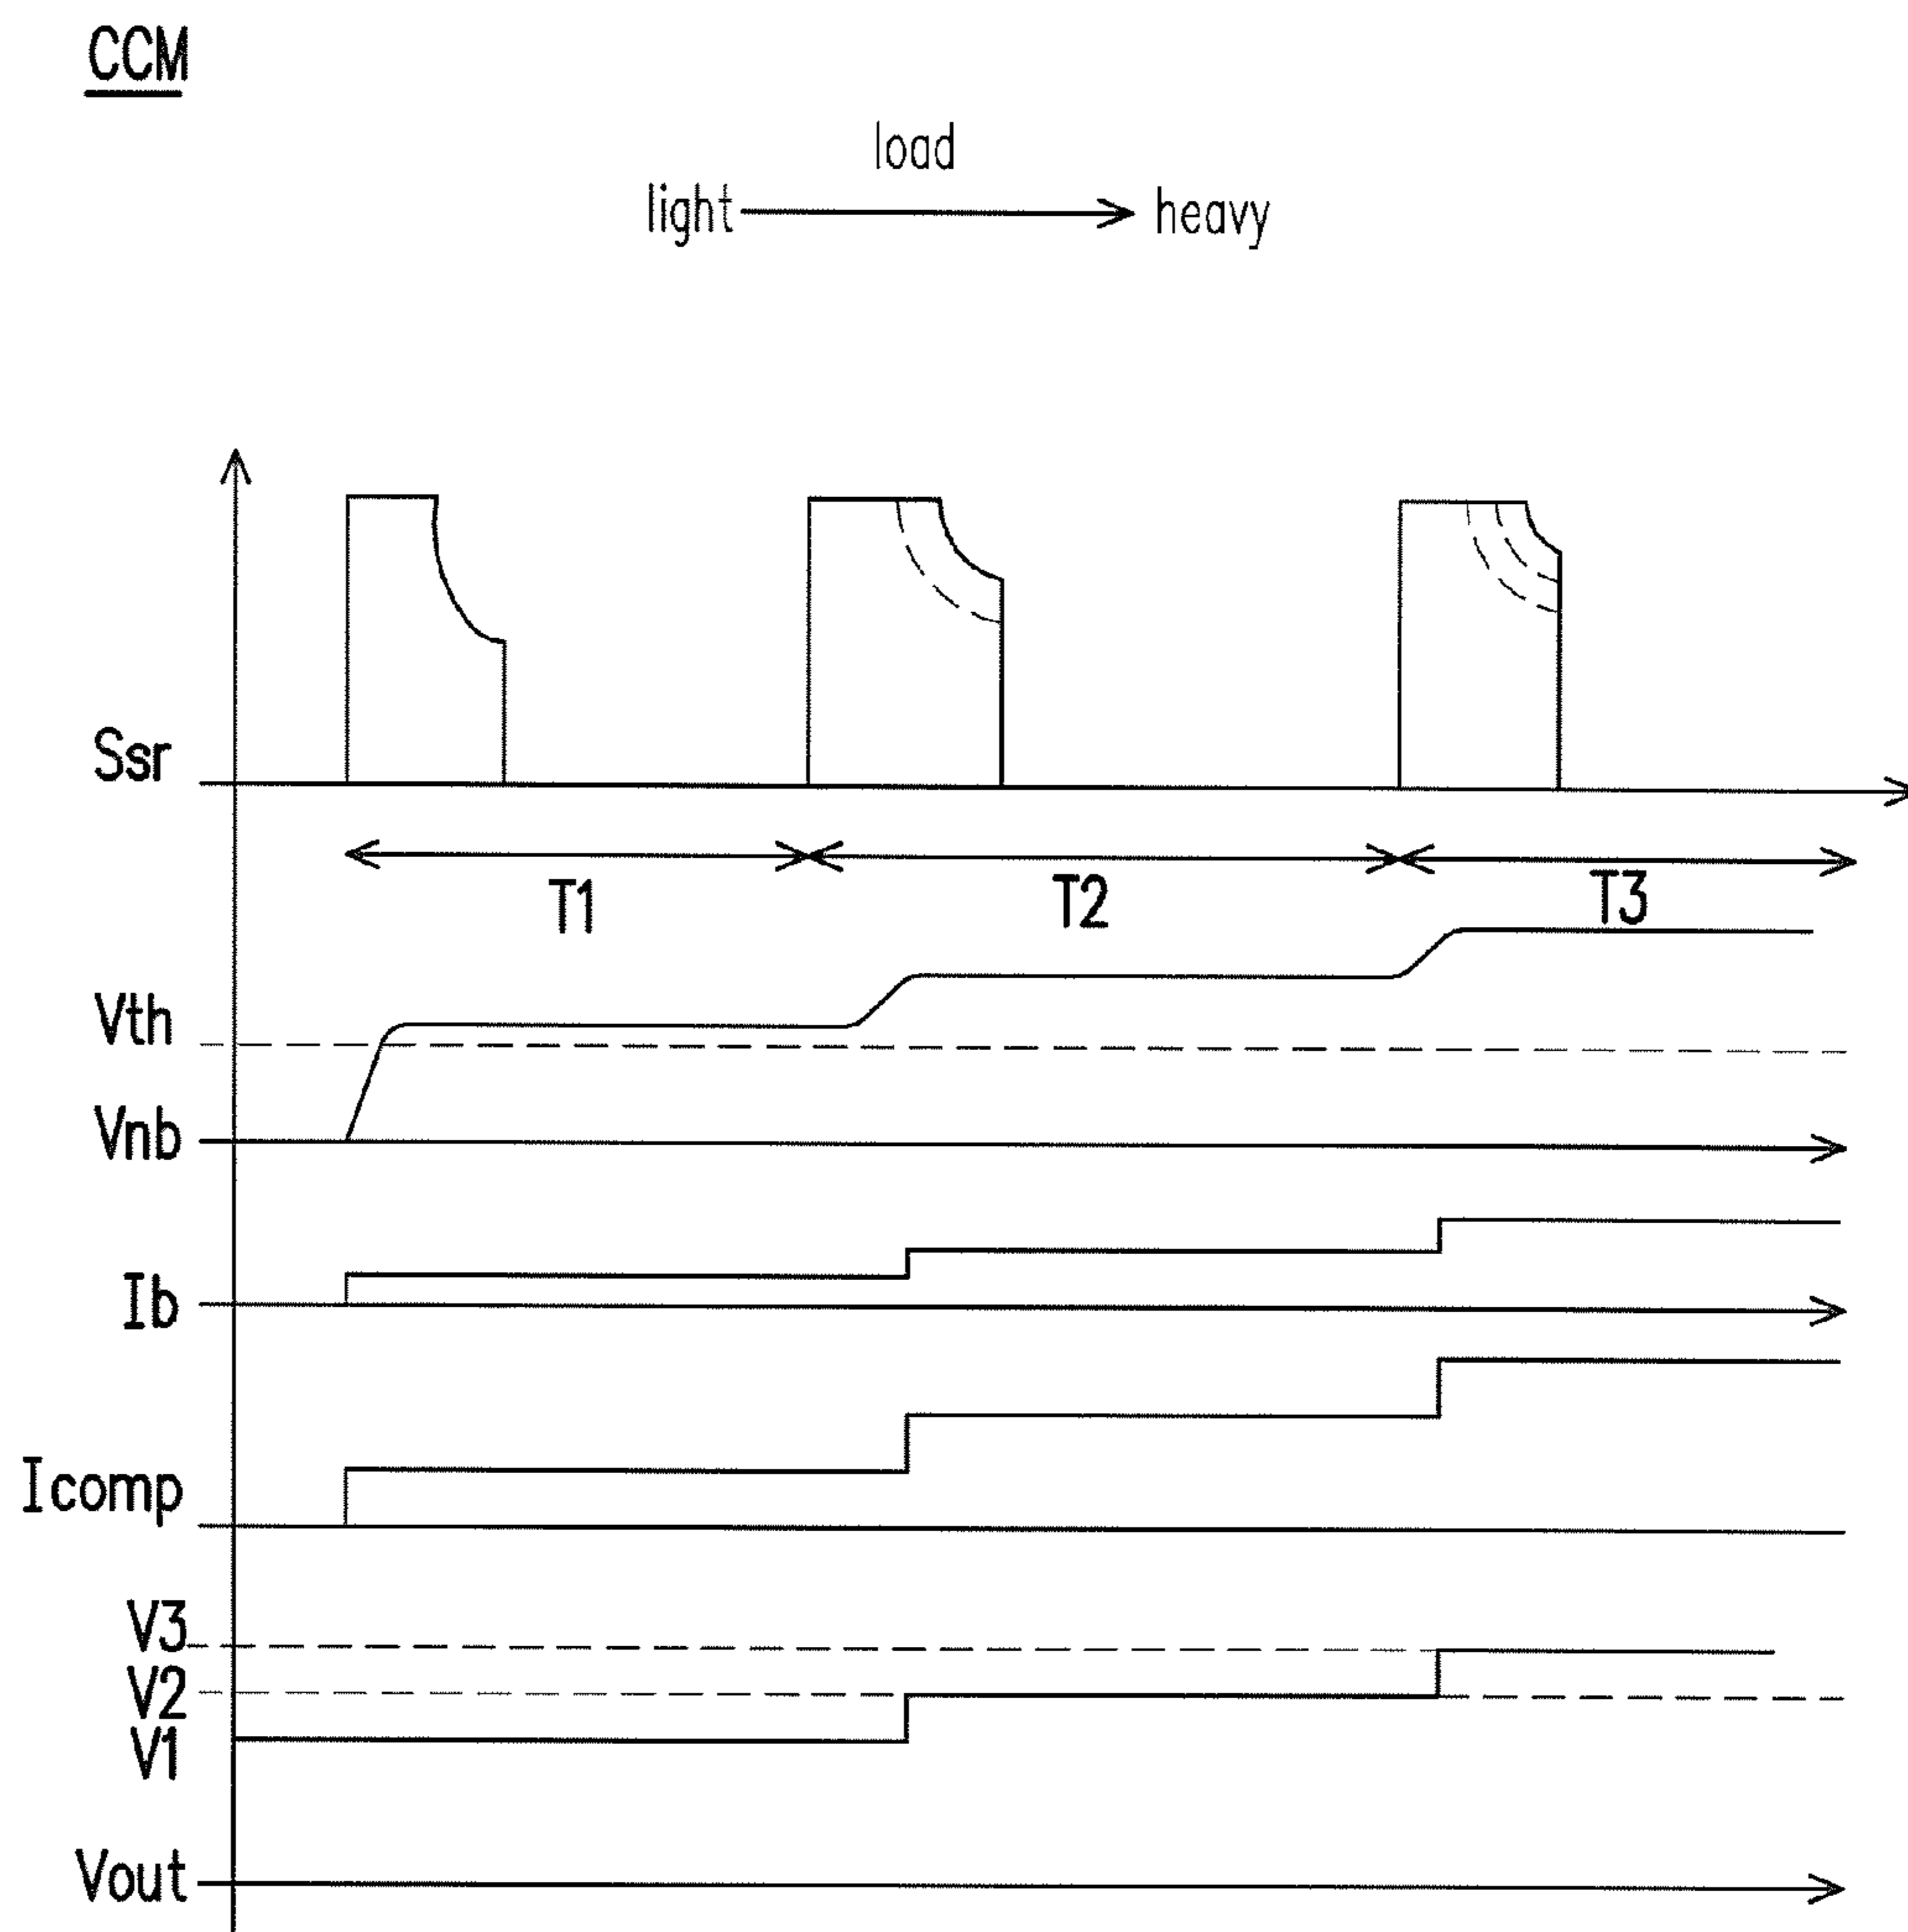 CCM
load
light heavy
Ssr
T1 T2 T3
Vth
Vnb
Ib
Icomp
V3
V2
V1
Vout